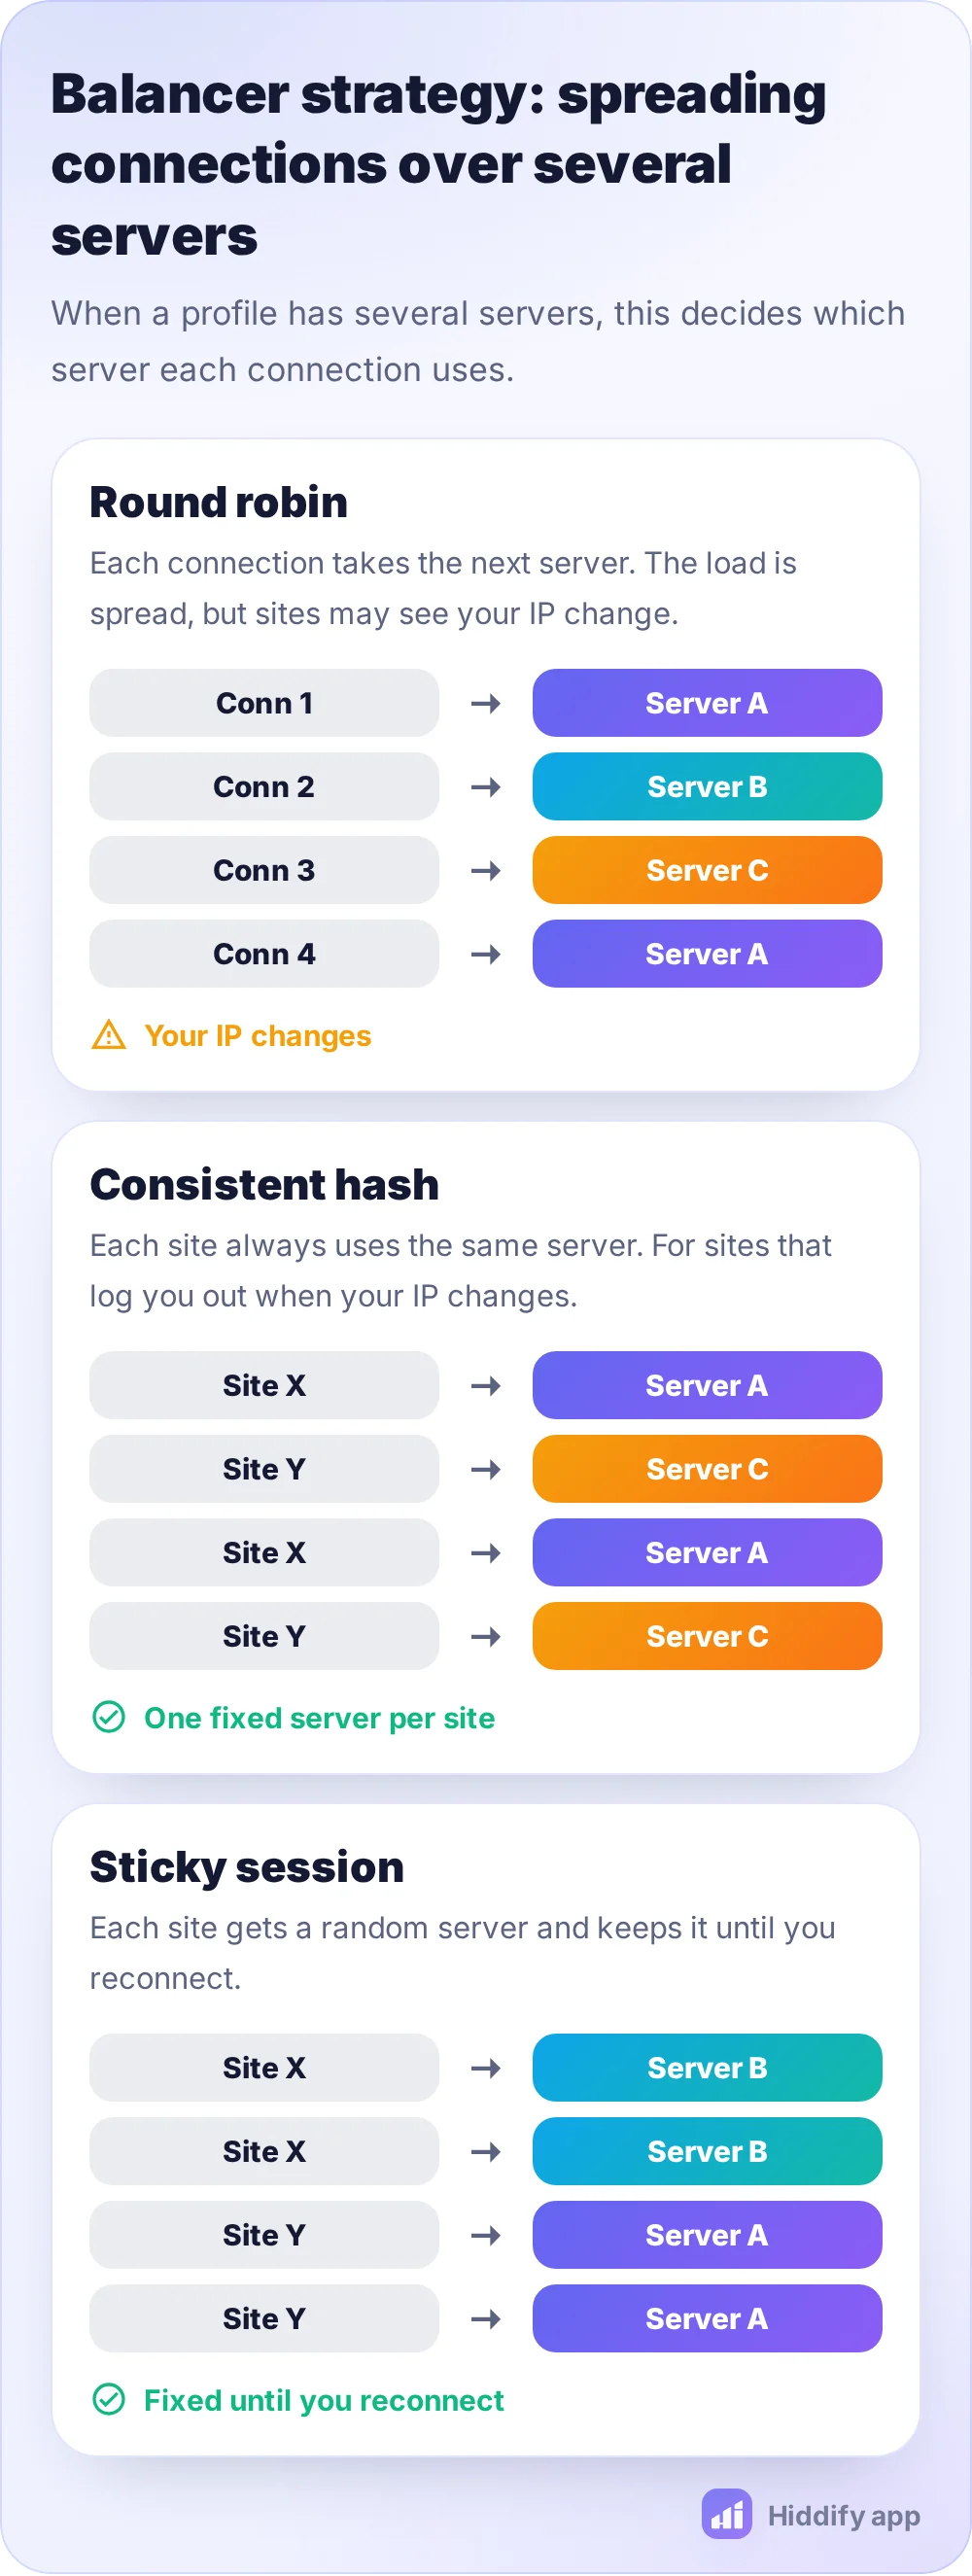 Balancer strategy: spreading
connections over several
servers
When a profile has several servers, this decides which
server each connection uses.
Round robin
Each connection takes the next server. The load is
spread, but sites may see your IP change.
Conn 1 → Server A
Conn 2 → Server B
Conn 3 → Server C
Conn 4 → Server A
Your IP changes
Consistent hash
Each site always uses the same server. For sites that
log you out when your IP changes.
Site X → Server A
Site Y → Server C
Site X → Server A
Site Y → Server C
One fixed server per site
Sticky session
Each site gets a random server and keeps it until you
reconnect.
Site X → Server B
Site X → Server B
Site Y → Server A
Site Y → Server A
Fixed until you reconnect
Hiddify app